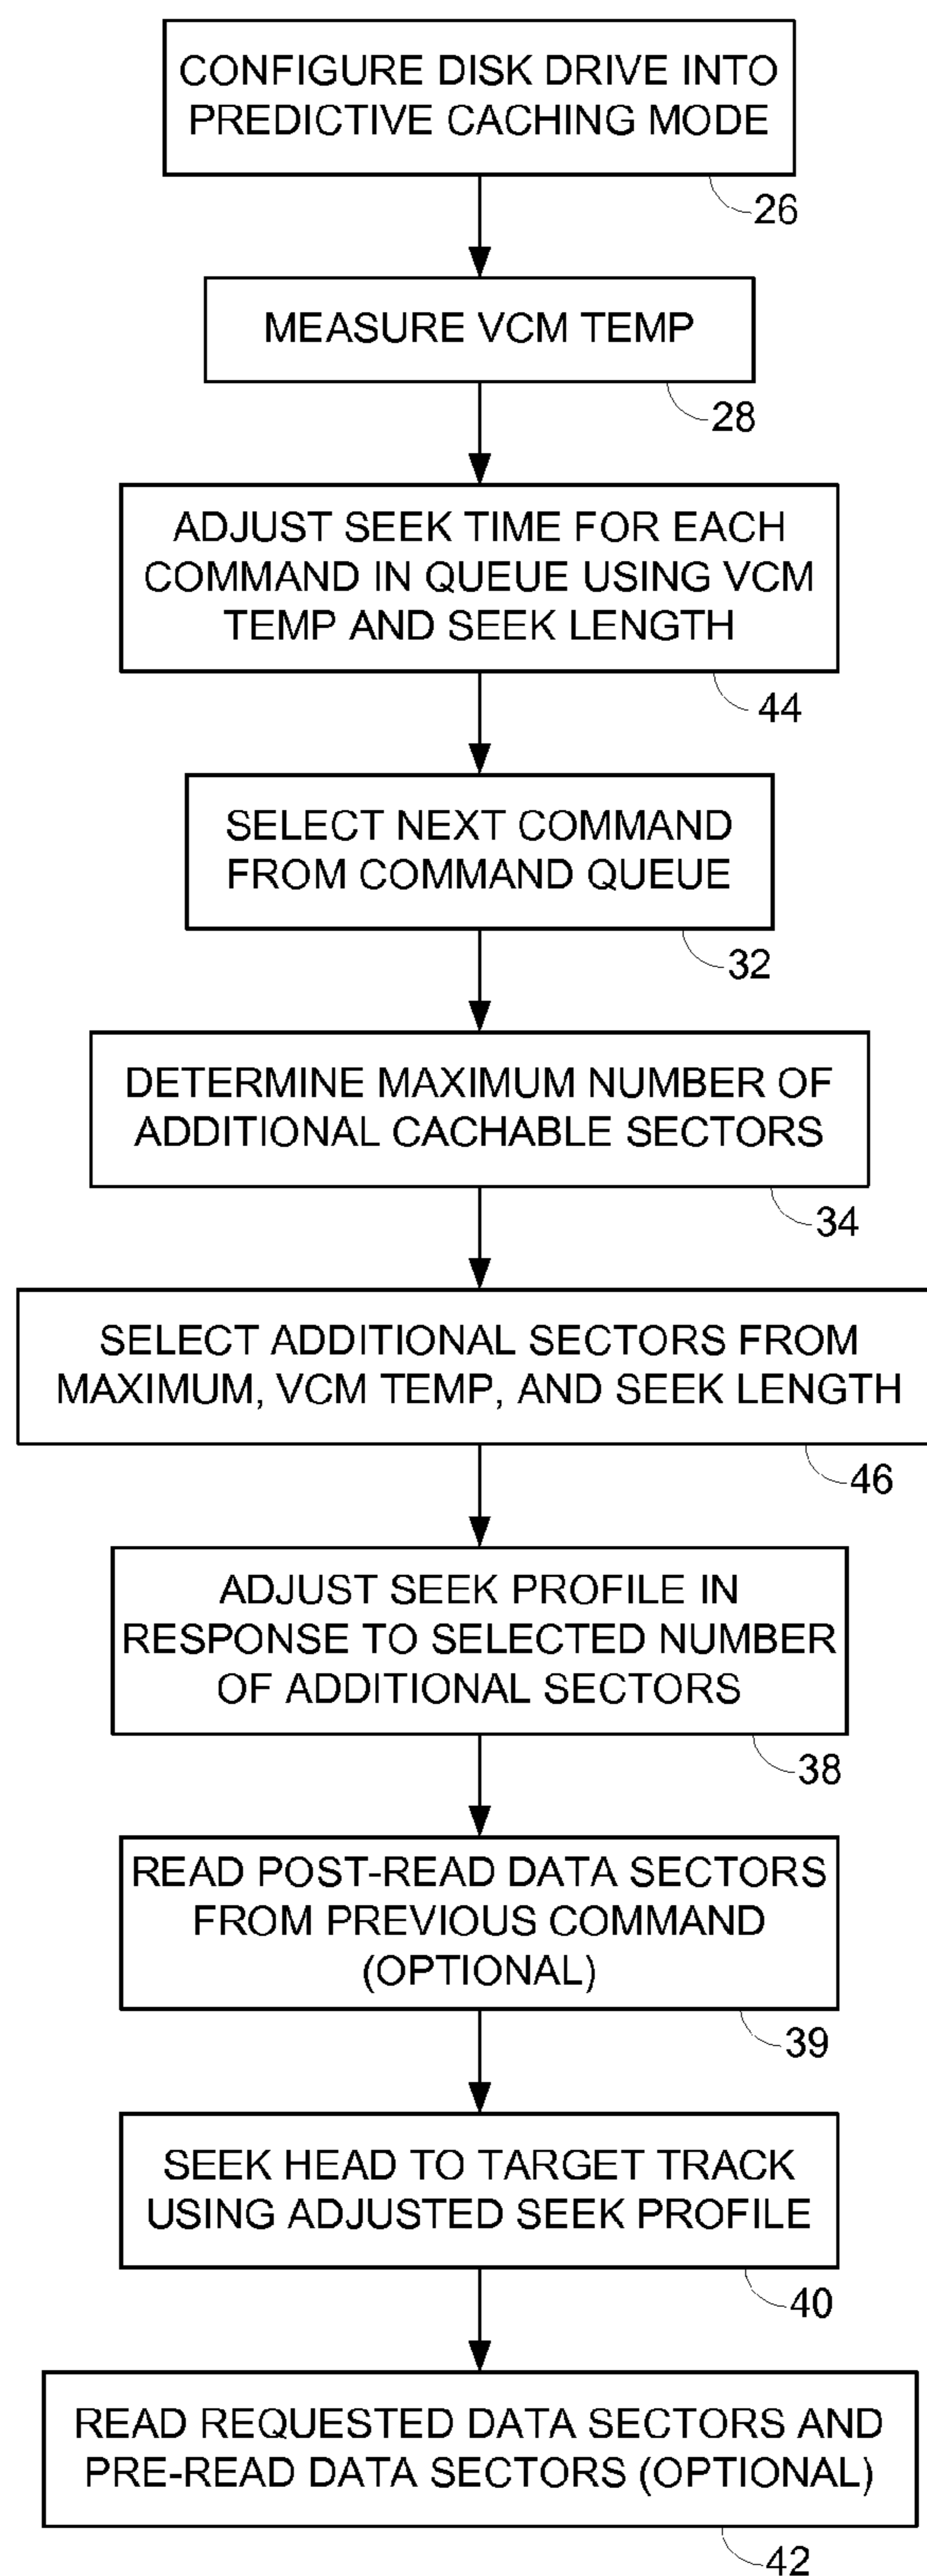 CONFIGURE DISK DRIVE INTO
PREDICTIVE CACHING MODE
26
MEASURE VCM TEMP
28
ADJUST SEEK TIME FOR EACH
COMMAND IN QUEUE USING VCM
TEMP AND SEEK LENGTH
44
SELECT NEXT COMMAND
FROM COMMAND QUEUE
32
DETERMINE MAXIMUM NUMBER OF
ADDITIONAL CACHABLE SECTORS
34
SELECT ADDITIONAL SECTORS FROM
MAXIMUM, VCM TEMP, AND SEEK LENGTH
46
ADJUST SEEK PROFILE IN
RESPONSE TO SELECTED NUMBER
OF ADDITIONAL SECTORS
38
READ POST-READ DATA SECTORS
FROM PREVIOUS COMMAND
(OPTIONAL)
39
SEEK HEAD TO TARGET TRACK
USING ADJUSTED SEEK PROFILE
40
READ REQUESTED DATA SECTORS AND
PRE-READ DATA SECTORS (OPTIONAL)
42